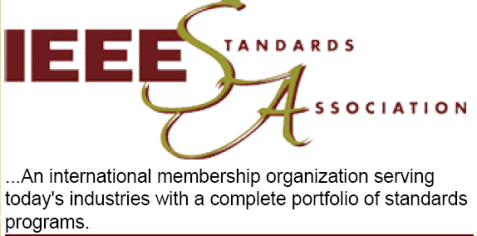 IEEE STANDARDS
ASSOCIATION
...An international membership organization serving
today's industries with a complete portfolio of standards
programs.